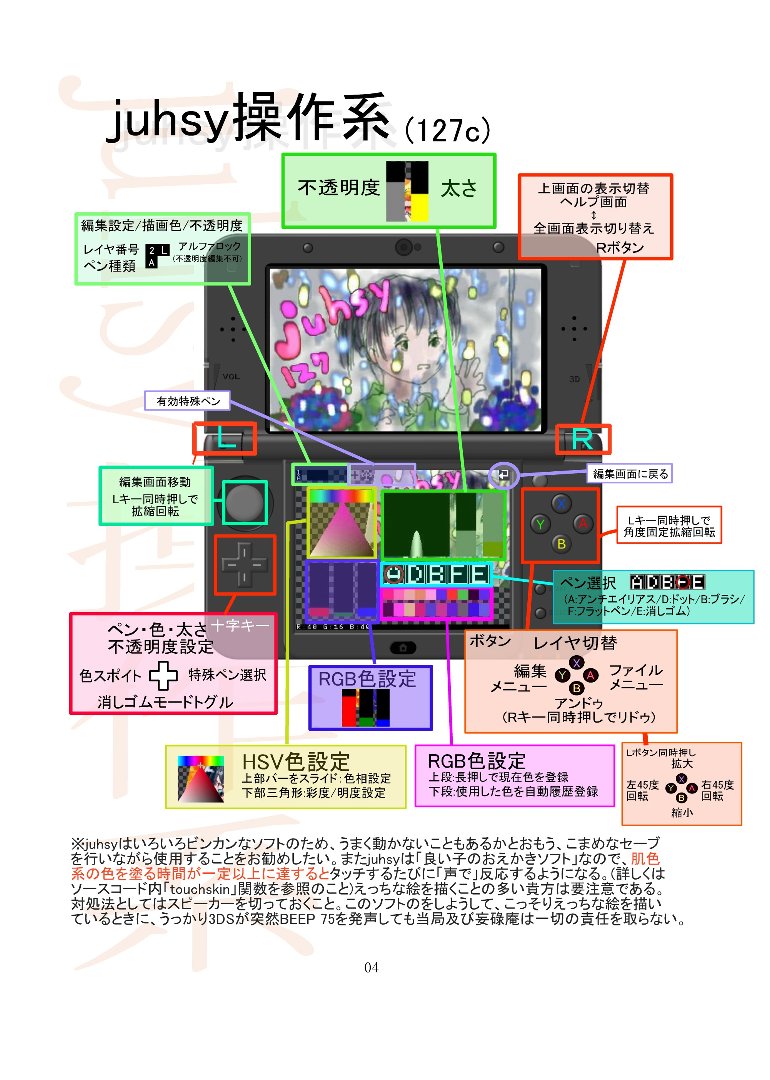 juhsy操作系 (127c)
不透明度 太さ
上画面の表示切替
ヘルプ画面
↕
全画面表示切り替え
Rボタン
編集設定/描画色/不透明度
レイヤ番号 2 L アルファロック
ペン種類 A (不透明度編集不可)
juhsy
127
VOL
3D
有効特殊ペン
L
R
編集画面移動
Lキー同時押しで
拡縮回転
編集画面に戻る
X
Y A
B
Lキー同時押しで
角度固定拡縮回転
A D B F E
R:40 G:16 B:40
ペン選択 A D B F E
(A:アンチエイリアス/D:ドット/B:ブラシ/
F:フラットペン/E:消しゴム)
ペン・色・太さ 十字キー
不透明度設定
色スポイト 特殊ペン選択
消しゴムモードトグル
RGB色設定
ボタン レイヤ切替
編集 X ファイル
メニュー Y A メニュー
B
アンドゥ
(Rキー同時押しでリドゥ)
HSV色設定
上部バーをスライド:色相設定
下部三角形:彩度/明度設定
RGB色設定
上段:長押しで現在色を登録
下段:使用した色を自動履歴登録
Lボタン同時押し
拡大
左45度 X 右45度
回転 Y A 回転
B
縮小
※juhsyはいろいろビンカンなソフトのため、うまく動かないこともあるかとおもう、こまめなセーブ
を行いながら使用することをお勧めしたい。またjuhsyは「良い子のおえかきソフト」なので、肌色
系の色を塗る時間が一定以上に達するとタッチするたびに「声で」反応するようになる。(詳しくは
ソースコード内「touchskin」関数を参照のこと)えっちな絵を描くことの多い貴方は要注意である。
対処法としてはスピーカーを切っておくこと。このソフトのをしようして、こっそりえっちな絵を描い
ているときに、うっかり3DSが突然BEEP 75を発声しても当局及び妄碌庵は一切の責任を取らない。
04